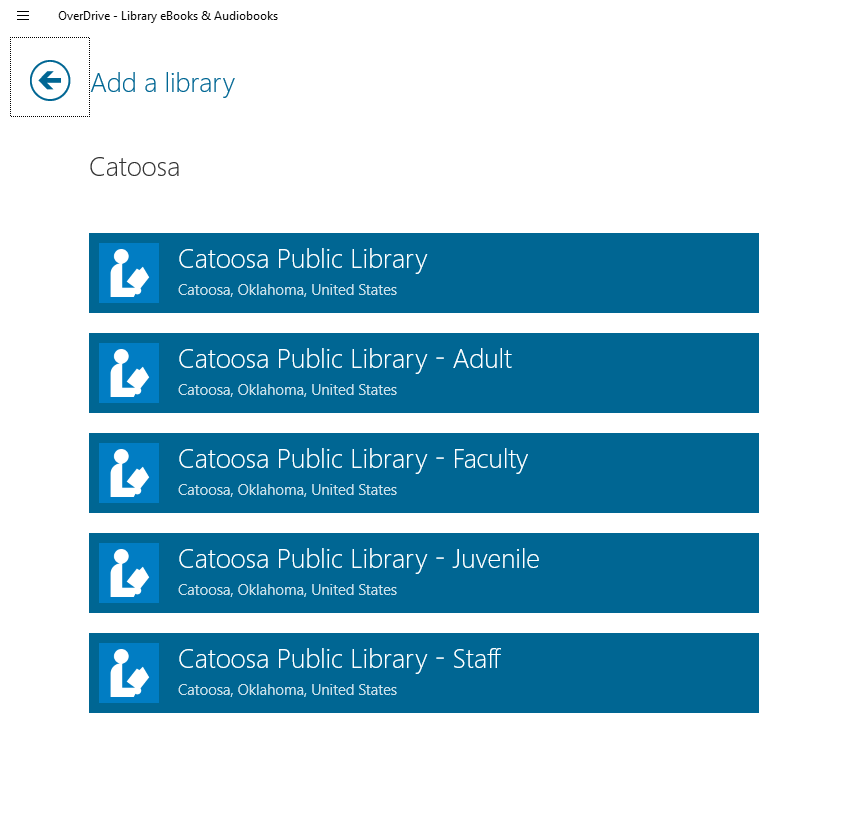 OverDrive - Library eBooks & Audiobooks
Add a library
Catoosa
Catoosa Public Library
Catoosa, Oklahoma, United States
Catoosa Public Library - Adult
Catoosa, Oklahoma, United States
Catoosa Public Library - Faculty
Catoosa, Oklahoma, United States
Catoosa Public Library - Juvenile
Catoosa, Oklahoma, United States
Catoosa Public Library - Staff
Catoosa, Oklahoma, United States